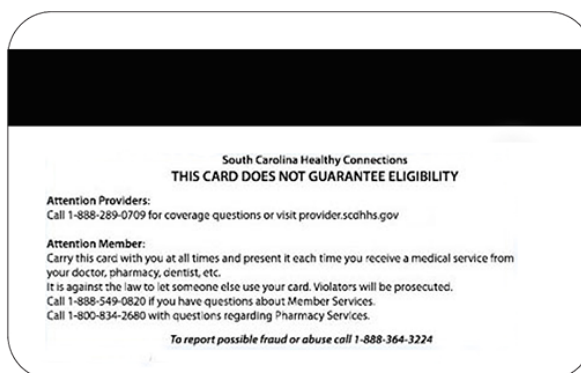 South Carolina Healthy Connections
THIS CARD DOES NOT GUARANTEE ELIGIBILITY
Attention Providers:
Call 1-888-289-0709 for coverage questions or visit provider.scdhhs.gov
Attention Member:
Carry this card with you at all times and present it each time you receive a medical service from
your doctor, pharmacy, dentist, etc.
It is against the law to let someone else use your card. Violators will be prosecuted.
Call 1-888-549-0820 if you have questions about Member Services.
Call 1-800-834-2680 with questions regarding Pharmacy Services.
To report possible fraud or abuse call 1-888-364-3224